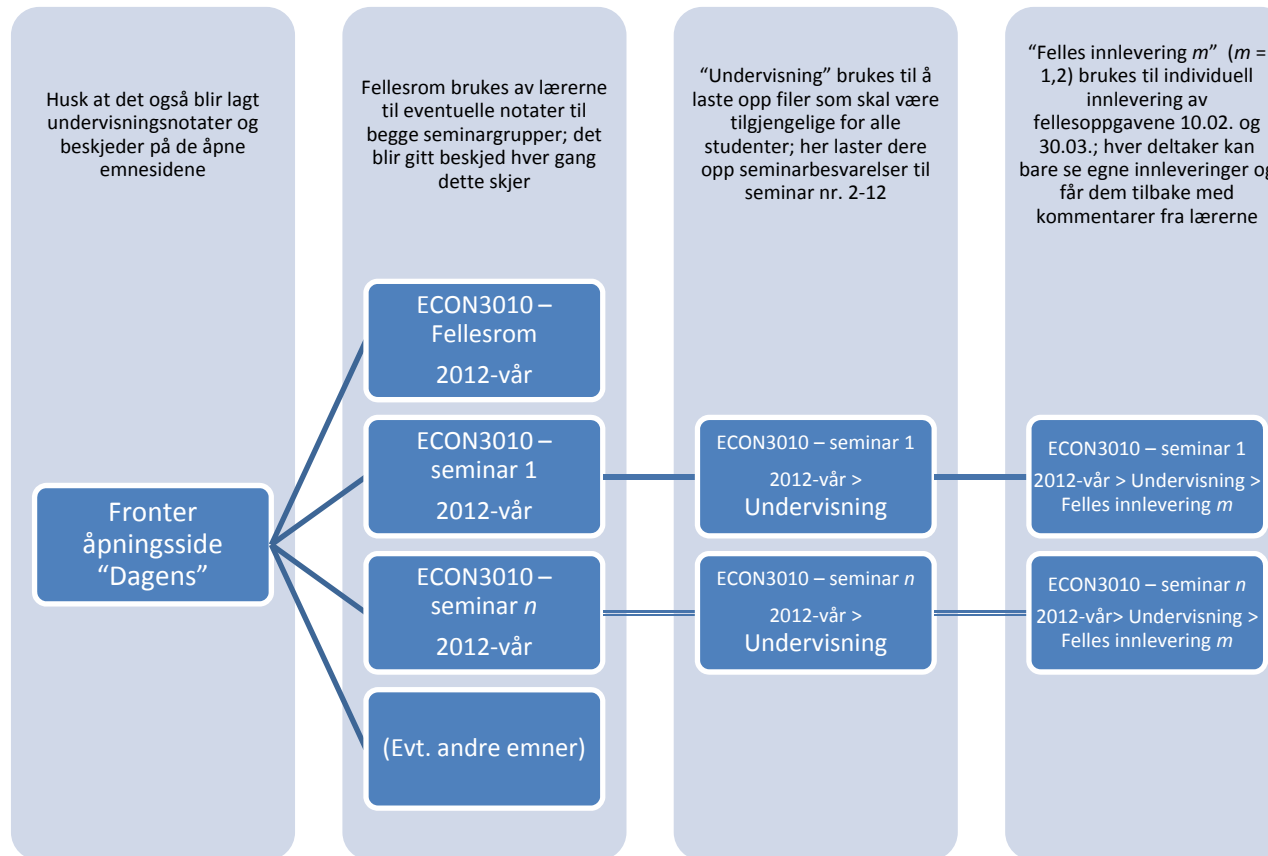 Husk at det også blir lagt
undervisningsnotater og
beskjeder på de åpne
emnesidene
Fronter
åpningsside
“Dagens”
Fellesrom brukes av lærerne
til eventuelle notater til
begge seminargrupper; det
blir gitt beskjed hver gang
dette skjer
ECON3010 –
Fellesrom
2012-vår
ECON3010 –
seminar 1
2012-vår
ECON3010 –
seminar n
2012-vår
(Evt. andre emner)
“Undervisning” brukes til å
laste opp filer som skal være
tilgjengelige for alle
studenter; her laster dere
opp seminarbesvarelser til
seminar nr. 2-12
ECON3010 – seminar 1
2012-vår >
Undervisning
ECON3010 – seminar n
2012-vår >
Undervisning
“Felles innlevering m” (m =
1,2) brukes til individuell
innlevering av
fellesoppgavene 10.02. og
30.03.; hver deltaker kan
bare se egne innleveringer og
får dem tilbake med
kommentarer fra lærerne
ECON3010 – seminar 1
2012-vår > Undervisning >
Felles innlevering m
ECON3010 – seminar n
2012-vår> Undervisning >
Felles innlevering m